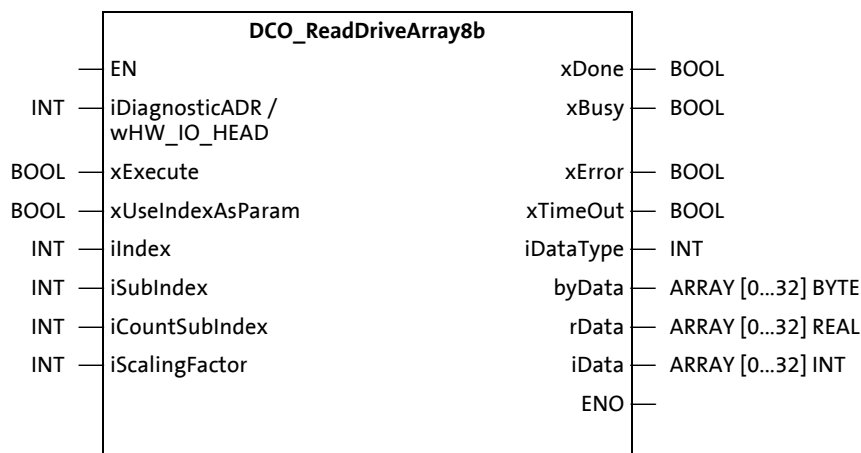 DCO_ReadDriveArray8b
EN xDone BOOL
INT iDiagnosticADR / xBusy BOOL
wHW_IO_HEAD
BOOL xExecute xError BOOL
BOOL xUseIndexAsParam xTimeOut BOOL
INT iIndex iDataType INT
INT iSubIndex byData ARRAY [0...32] BYTE
INT iCountSubIndex rData ARRAY [0...32] REAL
INT iScalingFactor iData ARRAY [0...32] INT
ENO